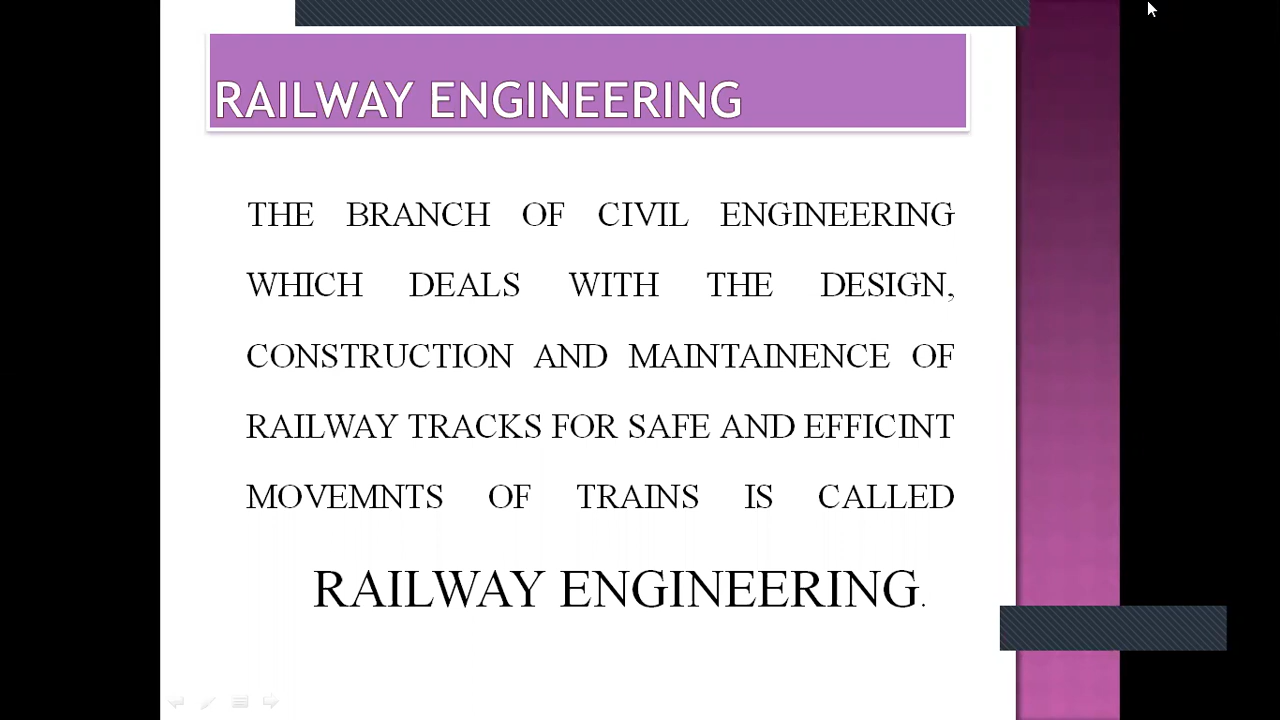 RAILWAY ENGINEERING
THE BRANCH OF CIVIL ENGINEERING
WHICH DEALS WITH THE DESIGN,
CONSTRUCTION AND MAINTAINENCE OF
RAILWAY TRACKS FOR SAFE AND EFFICINT
MOVEMNTS OF TRAINS IS CALLED
RAILWAY ENGINEERING.